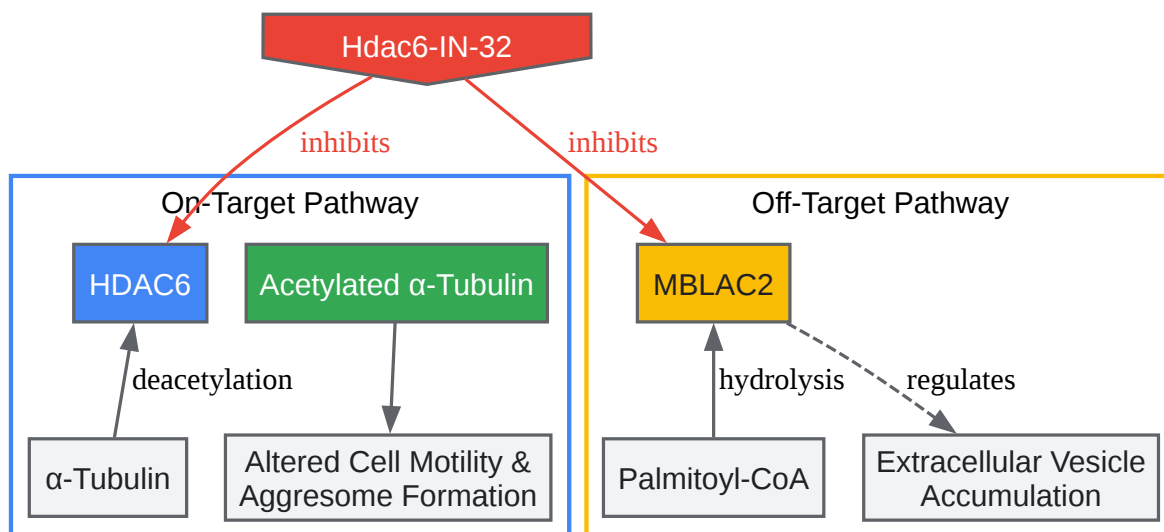 Hdac6-IN-32
inhibits
inhibits
On-Target Pathway
Off-Target Pathway
HDAC6
Acetylated α-Tubulin
MBLAC2
deacetylation
hydrolysis
regulates
α-Tubulin
Altered Cell Motility &
Aggresome Formation
Palmitoyl-CoA
Extracellular Vesicle
Accumulation